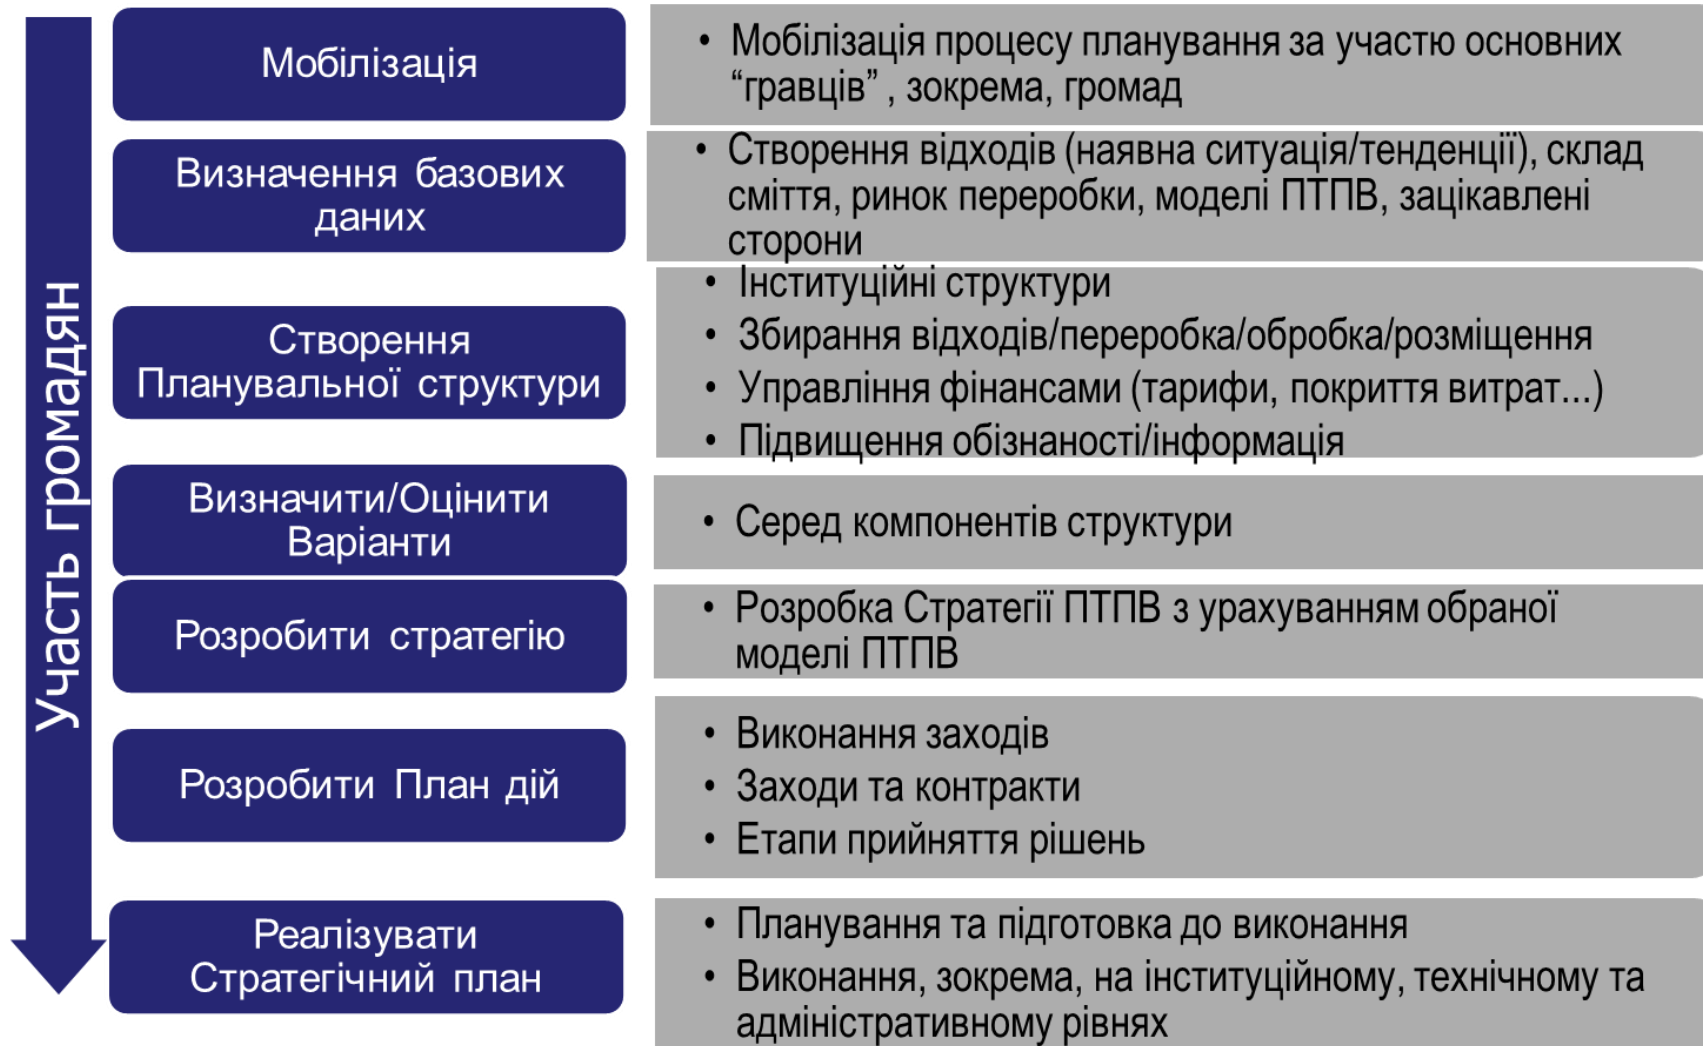 Участь громадян
Мобілізація
• Мобілізація процесу планування за участю основних
“гравців” , зокрема, громад
Визначення базових
даних
• Створення відходів (наявна ситуація/тенденції), склад
сміття, ринок переробки, моделі ПТПВ, зацікавлені
сторони
Створення
Планувальної структури
• Інституційні структури
• Збирання відходів/переробка/обробка/розміщення
• Управління фінансами (тарифи, покриття витрат...)
• Підвищення обізнаності/інформація
Визначити/Оцінити
Варіанти
• Серед компонентів структури
Розробити стратегію
• Розробка Стратегії ПТПВ з урахуванням обраної
моделі ПТПВ
Розробити План дій
• Виконання заходів
• Заходи та контракти
• Етапи прийняття рішень
Реалізувати
Стратегічний план
• Планування та підготовка до виконання
• Виконання, зокрема, на інституційному, технічному та
адміністративному рівнях